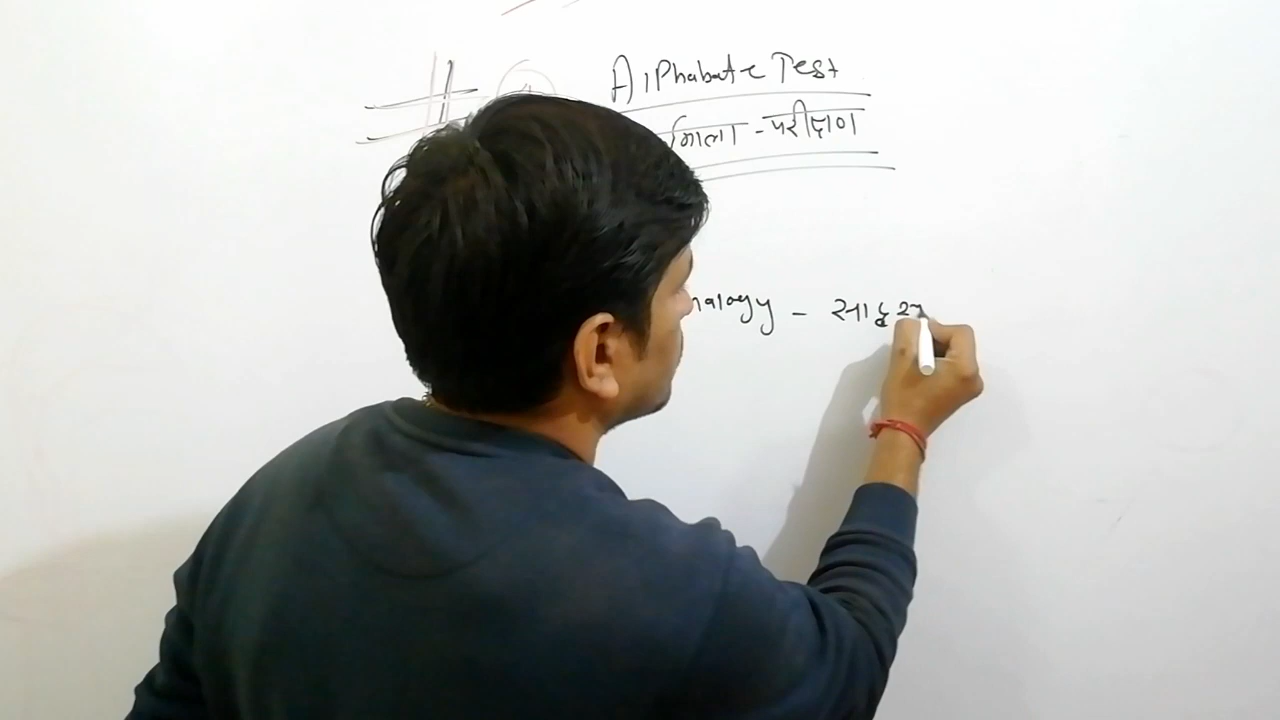 Alphabate Test
माला - परीक्षण
nalogy - सादृश्य